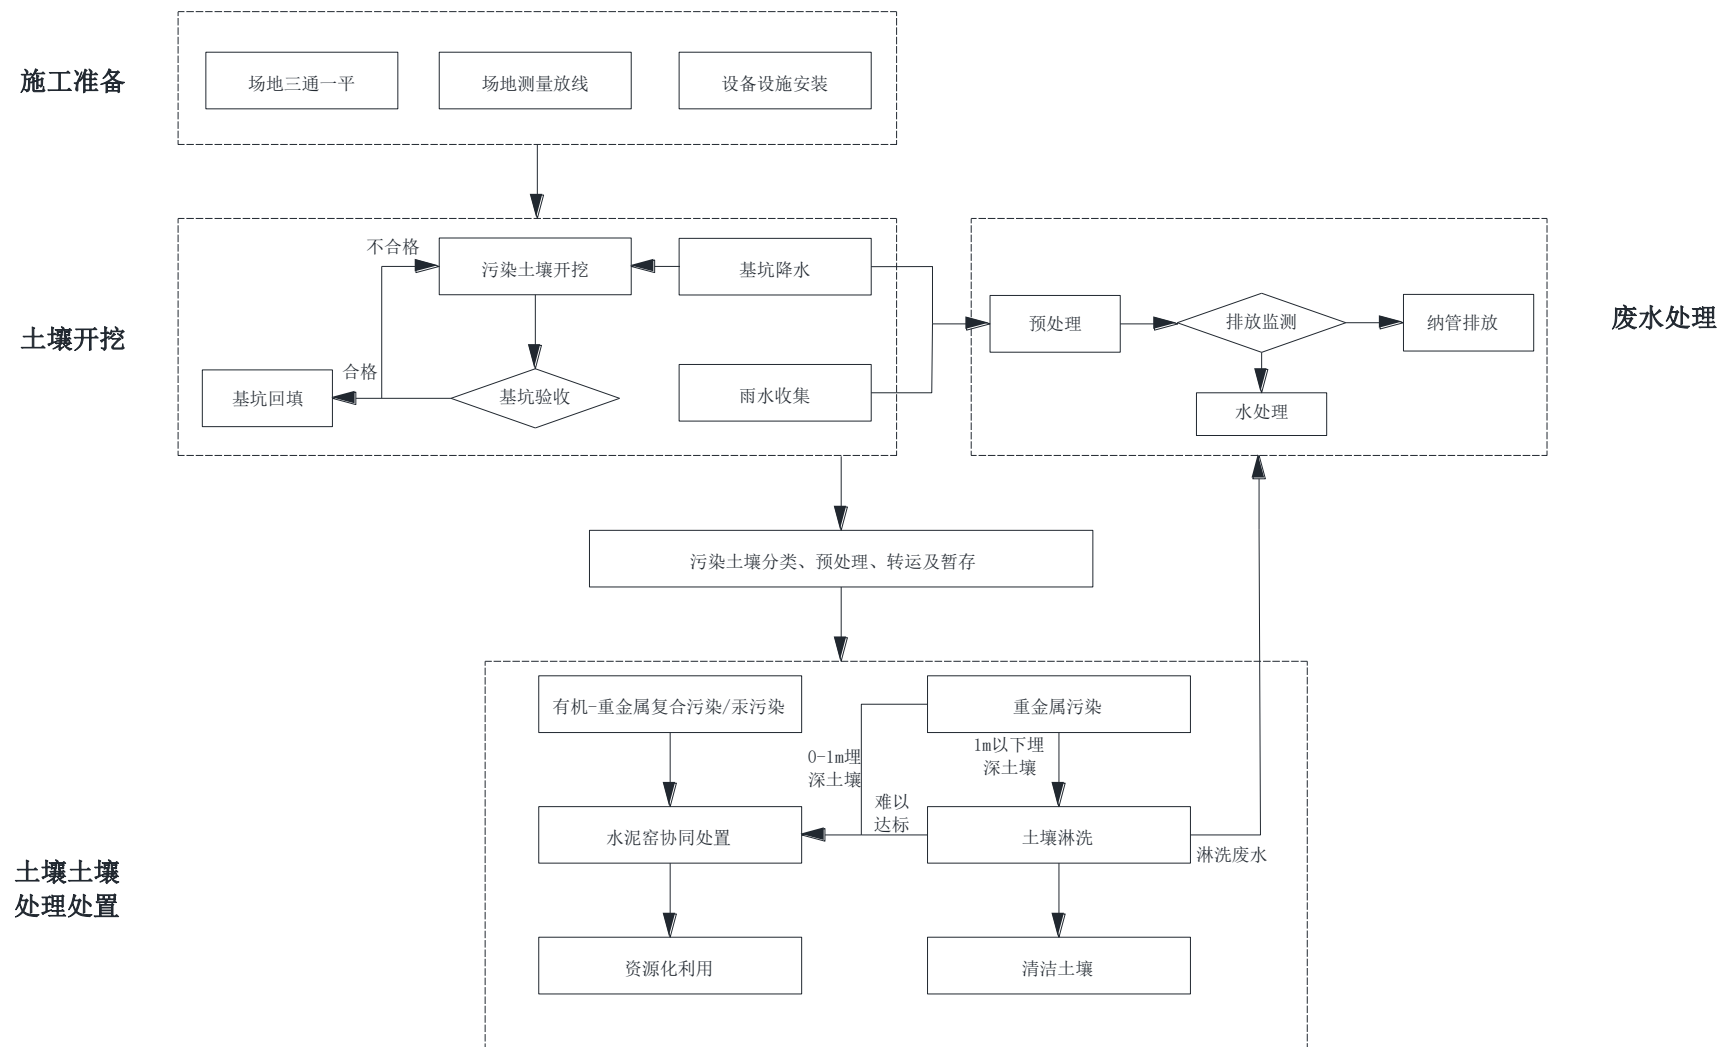 施工准备
场地三通一平
场地测量放线
设备设施安装
土壤开挖
不合格
污染土壤开挖
基坑降水
合格
基坑回填
基坑验收
雨水收集
废水处理
预处理
排放监测
纳管排放
水处理
污染土壤分类、预处理、转运及暂存
土壤土壤
处理处置
有机-重金属复合污染/汞污染
重金属污染
0-1m埋
深土壤
1m以下埋
深土壤
难以
达标
水泥窑协同处置
土壤淋洗
淋洗废水
资源化利用
清洁土壤